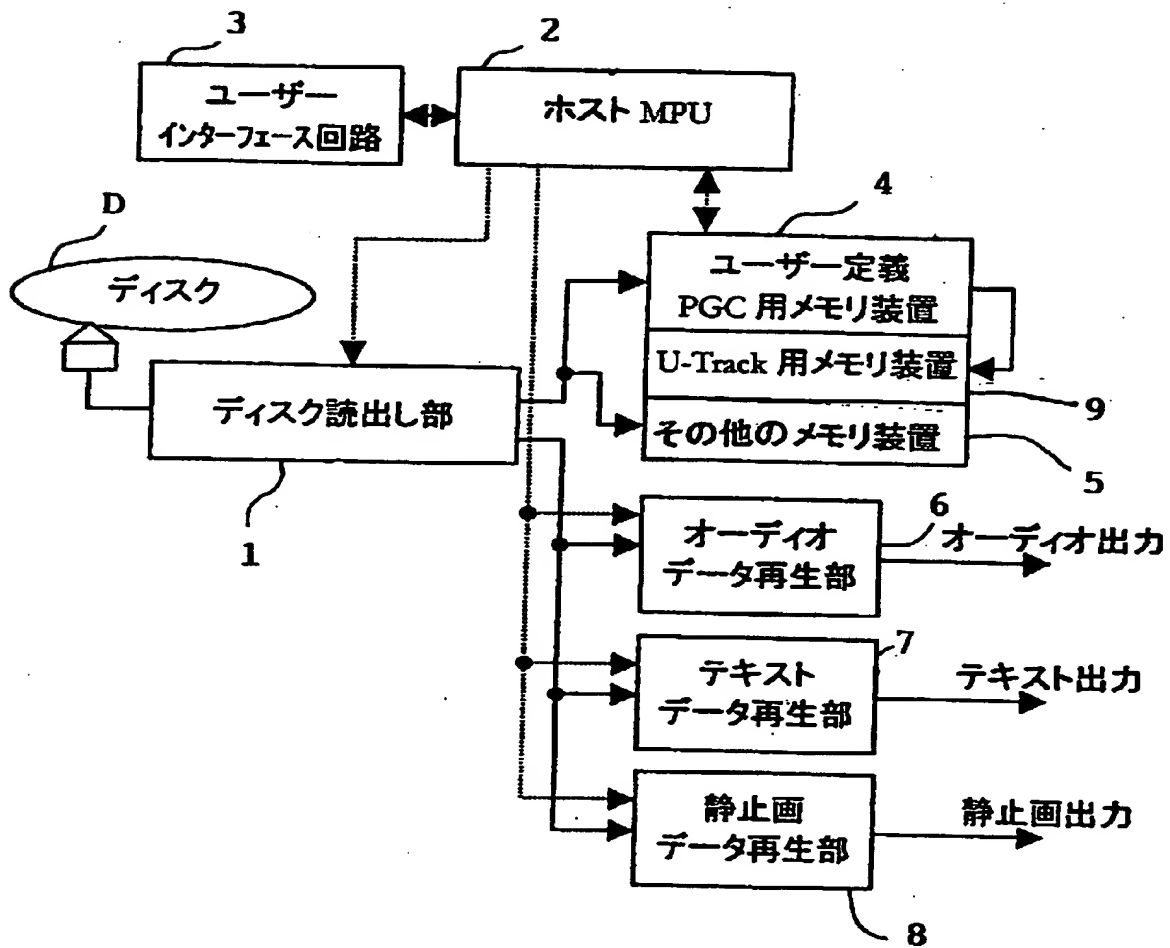 3
2
ユーザー
インターフェース回路
ホスト MPU
D
ディスク
4
ユーザー定義
PGC 用メモリ装置
U-Track 用メモリ装置
9
その他のメモリ装置
5
ディスク読出し部
1
6
オーディオ
データ再生部
オーディオ出力
7
テキスト
データ再生部
テキスト出力
静止画
データ再生部
静止画出力
8